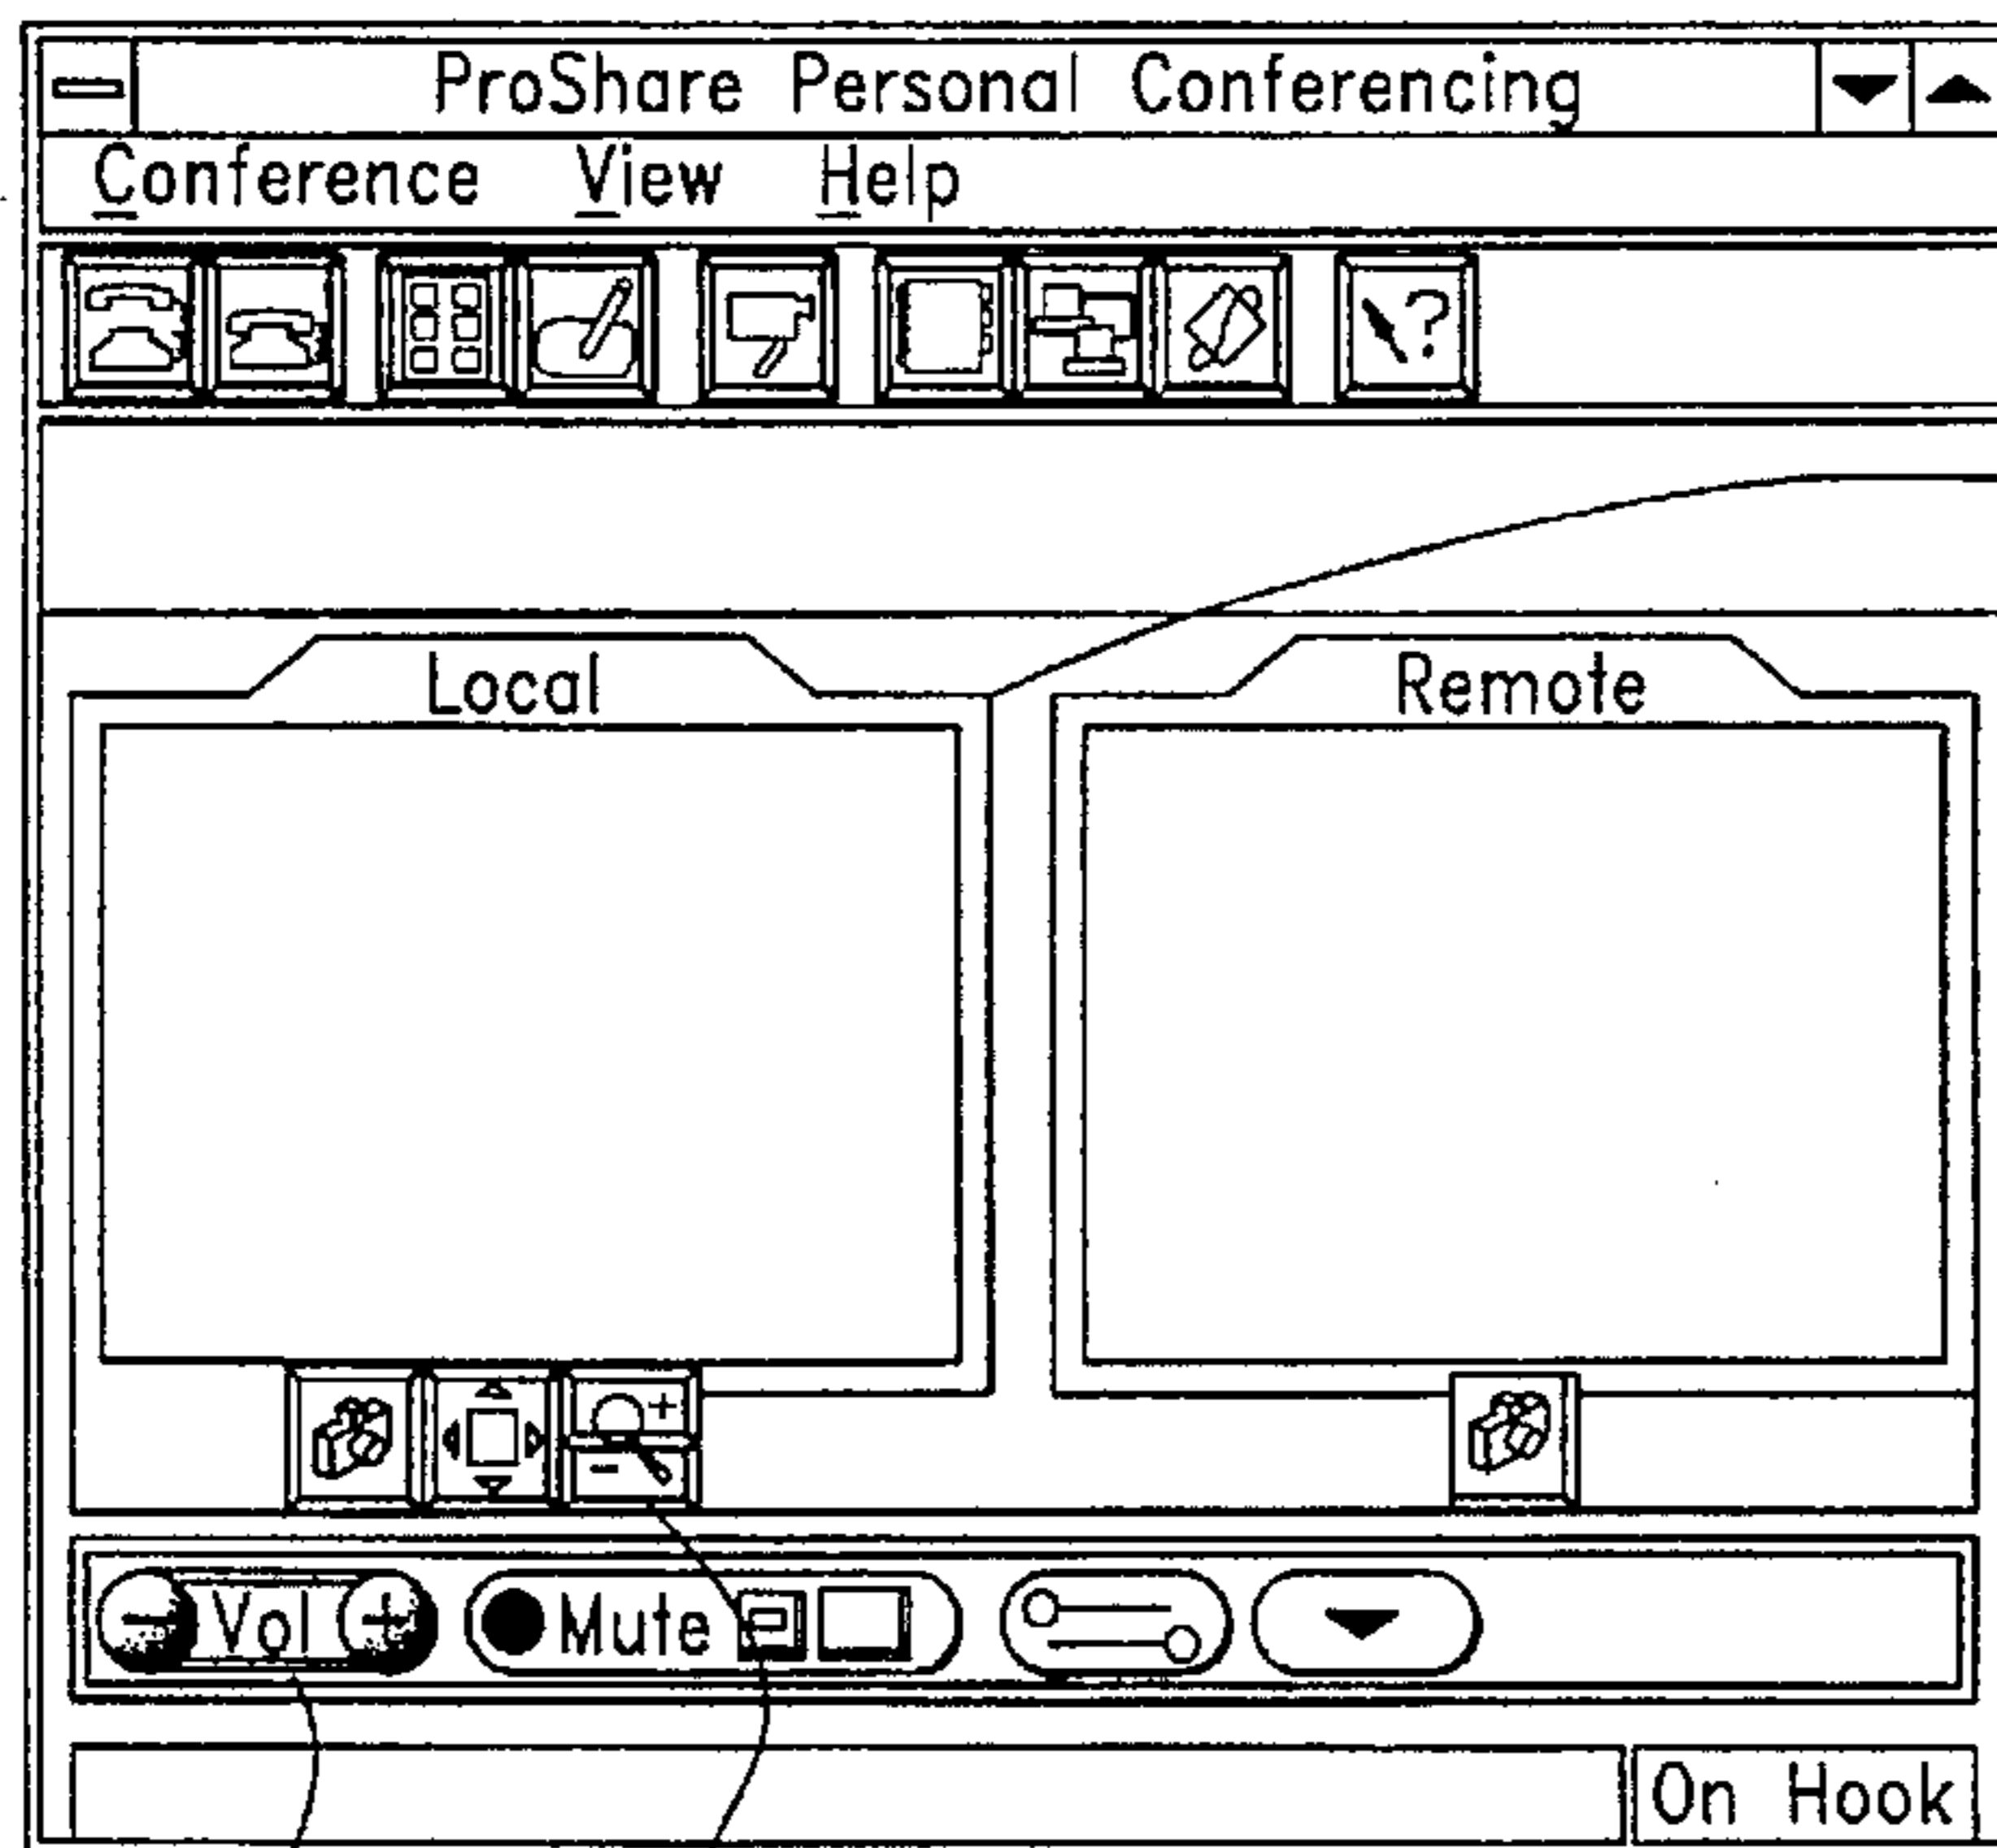 ProShare Personal Conferencing
Conference View Help
?
Local Remote
+
-
- Vol + Mute
On Hook